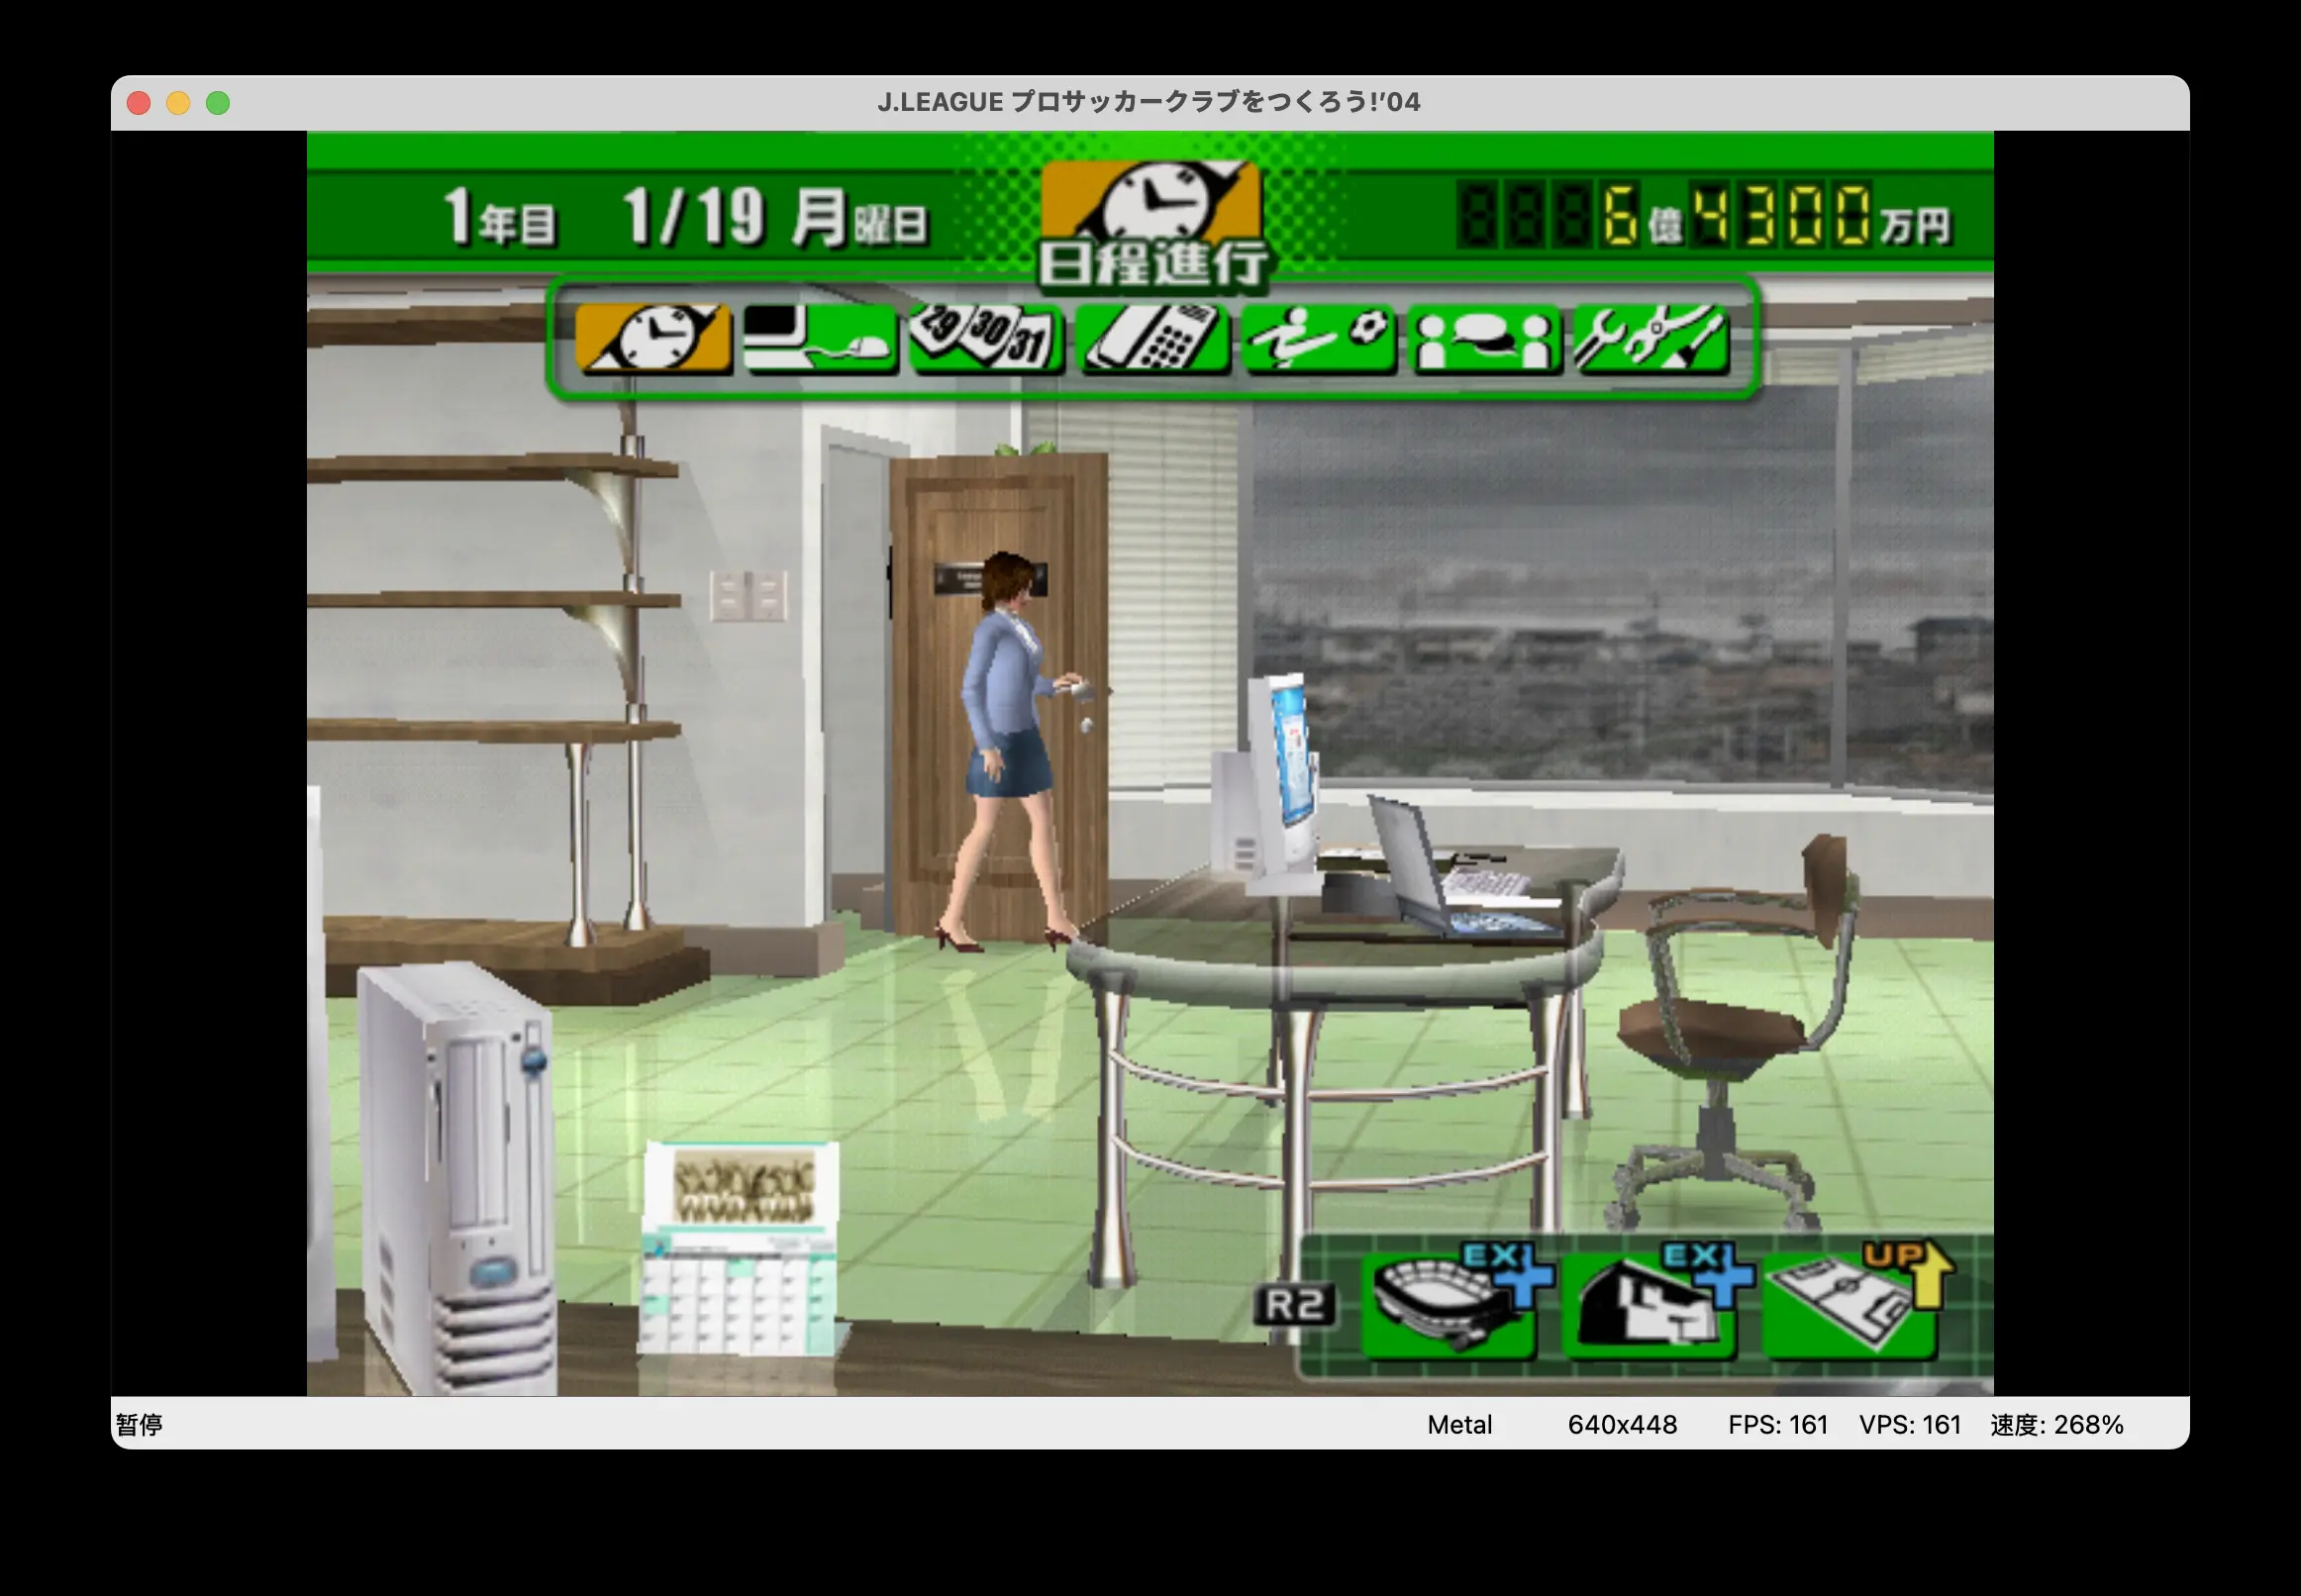 J.LEAGUE プロサッカークラブをつくろう!'04
1年目 1/19 月曜日
6億4300万円
日程進行
29 30 31
R2
EX
EX
UP
暂停
Metal 640x448 FPS: 161 VPS: 161 速度: 268%